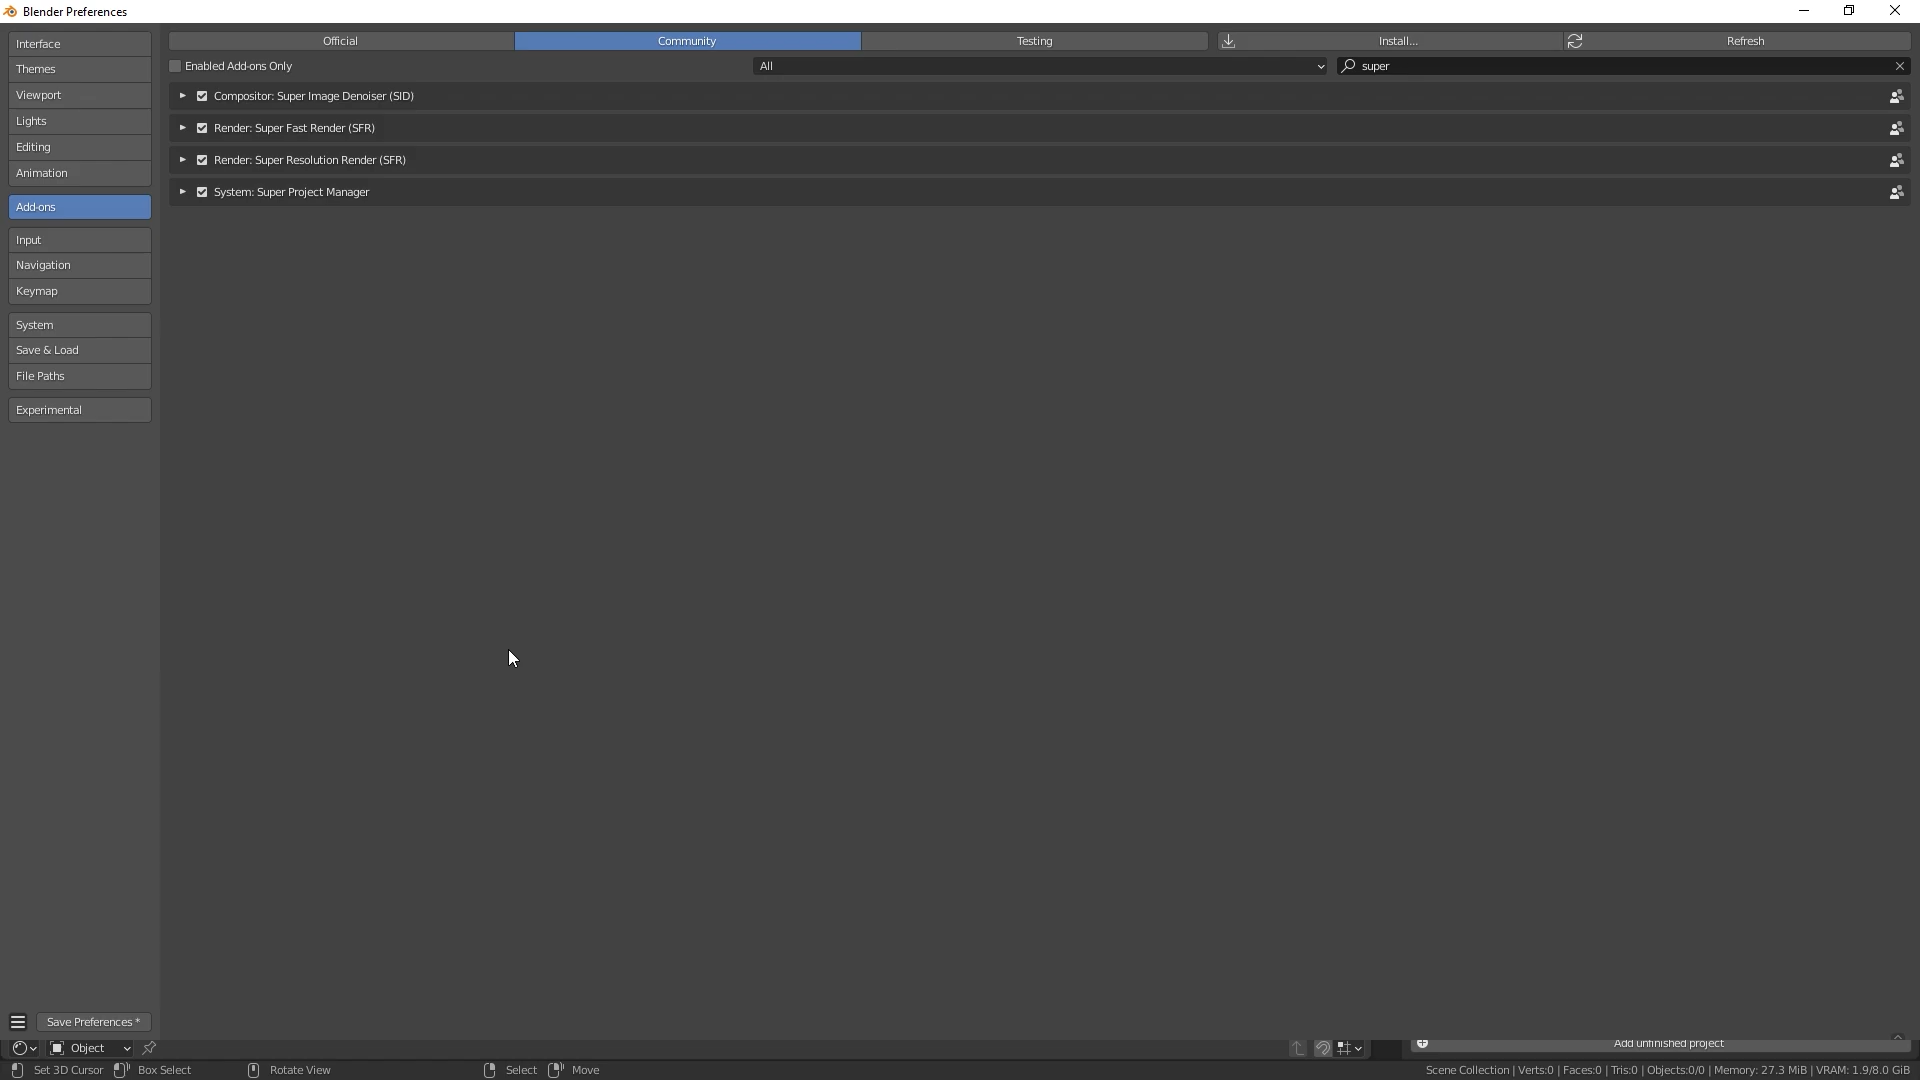 Blender Preferences
Interface
Themes
Viewport
Lights
Editing
Animation
Add-ons
Input
Navigation
Keymap
System
Save & Load
File Paths
Experimental
Save Preferences *
Official
Community
Testing
Install...
Refresh
Enabled Add-ons Only
All
super
Compositor: Super Image Denoiser (SID)
Render: Super Fast Render (SFR)
Render: Super Resolution Render (SFR)
System: Super Project Manager
Object
Add unfinished project
Set 3D Cursor
Box Select
Rotate View
Select
Move
Scene Collection | Verts:0 | Faces:0 | Tris:0 | Objects:0/0 | Memory: 27.3 MiB | VRAM: 1.9/8.0 GiB